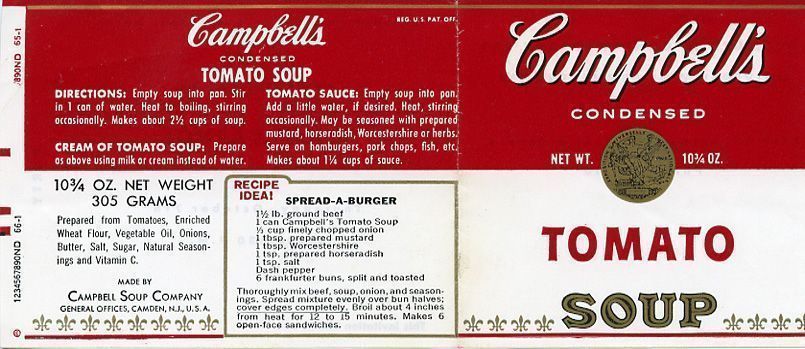 Campbell's
REG. U.S. PAT. OFF.
CONDENSED
TOMATO SOUP
DIRECTIONS: Empty soup into pan. Stir
in 1 can of water. Heat to boiling, stirring
occasionally. Makes about 2½ cups of soup.
CREAM OF TOMATO SOUP: Prepare
as above using milk or cream instead of water.
TOMATO SAUCE: Empty soup into pan.
Add a little water, if desired. Heat, stirring
occasionally. May be seasoned with prepared
mustard, horseradish, Worcestershire or herbs.
Serve on hamburgers, pork chops, fish, etc.
Makes about 1¼ cups of sauce.
890ND 65-1
1234567890ND 66-1
10¾ OZ. NET WEIGHT
305 GRAMS
Prepared from Tomatoes, Enriched
Wheat Flour, Vegetable Oil, Onions,
Butter, Salt, Sugar, Natural Season-
ings and Vitamin C.
MADE BY
CAMPBELL SOUP COMPANY
GENERAL OFFICES, CAMDEN, N.J., U.S.A.
RECIPE
IDEA!
SPREAD-A-BURGER
1½ lb. ground beef
1 can Campbell's Tomato Soup
⅓ cup finely chopped onion
1 tbsp. prepared mustard
1 tbsp. Worcestershire
1 tsp. prepared horseradish
1 tsp. salt
Dash pepper
6 frankfurter buns, split and toasted
Thoroughly mix beef, soup, onion, and season-
ings. Spread mixture evenly over bun halves;
cover edges completely. Broil about 4 inches
from heat for 12 to 15 minutes. Makes 6
open-face sandwiches.
Campbell's
CONDENSED
NET WT. 10¾ OZ.
TOMATO
SOUP